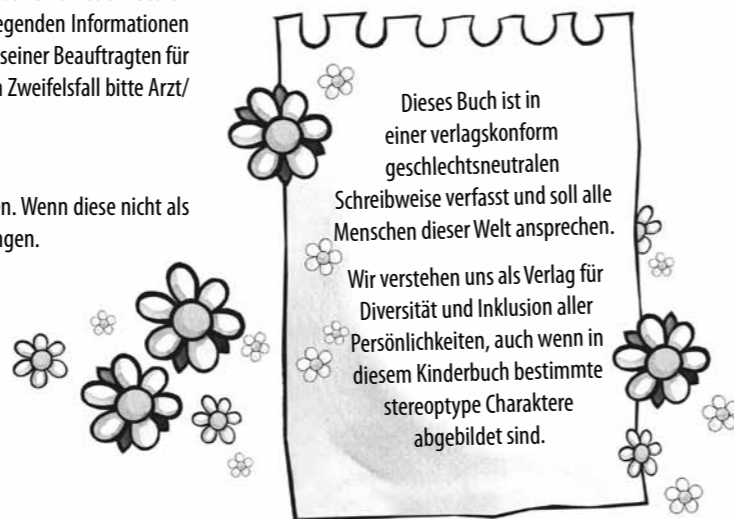 egenden Informationen
seiner Beauftragten für
Zweifelsfall bitte Arzt/
en. Wenn diese nicht als
ngen.
Dieses Buch ist in
einer verlagskonform
geschlechtsneutralen
Schreibweise verfasst und soll alle
Menschen dieser Welt ansprechen.
Wir verstehen uns als Verlag für
Diversität und Inklusion aller
Persönlichkeiten, auch wenn in
diesem Kinderbuch bestimmte
stereoptype Charaktere
abgebildet sind.